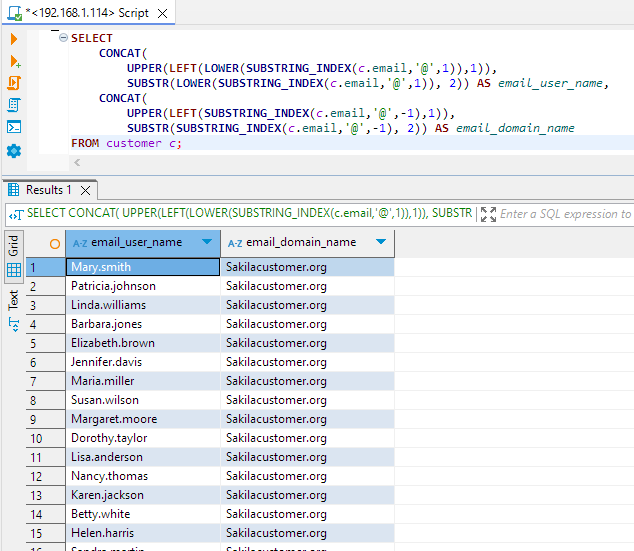 *<192.168.1.114> Script
SELECT
CONCAT(
UPPER(LEFT(LOWER(SUBSTRING_INDEX(c.email,'@',1)),1)),
SUBSTR(LOWER(SUBSTRING_INDEX(c.email,'@',1)), 2)) AS email_user_name,
CONCAT(
UPPER(LEFT(SUBSTRING_INDEX(c.email,'@',-1),1)),
SUBSTR(SUBSTRING_INDEX(c.email,'@',-1), 2)) AS email_domain_name
FROM customer c;
Results 1
SELECT CONCAT( UPPER(LEFT(LOWER(SUBSTRING_INDEX(c.email,'@',1)),1)), SUBSTR
Enter a SQL expression to
Grid
Text
A-Z email_user_name A-Z email_domain_name
1 Mary.smith Sakilacustomer.org
2 Patricia.johnson Sakilacustomer.org
3 Linda.williams Sakilacustomer.org
4 Barbara.jones Sakilacustomer.org
5 Elizabeth.brown Sakilacustomer.org
6 Jennifer.davis Sakilacustomer.org
7 Maria.miller Sakilacustomer.org
8 Susan.wilson Sakilacustomer.org
9 Margaret.moore Sakilacustomer.org
10 Dorothy.taylor Sakilacustomer.org
11 Lisa.anderson Sakilacustomer.org
12 Nancy.thomas Sakilacustomer.org
13 Karen.jackson Sakilacustomer.org
14 Betty.white Sakilacustomer.org
15 Helen.harris Sakilacustomer.org